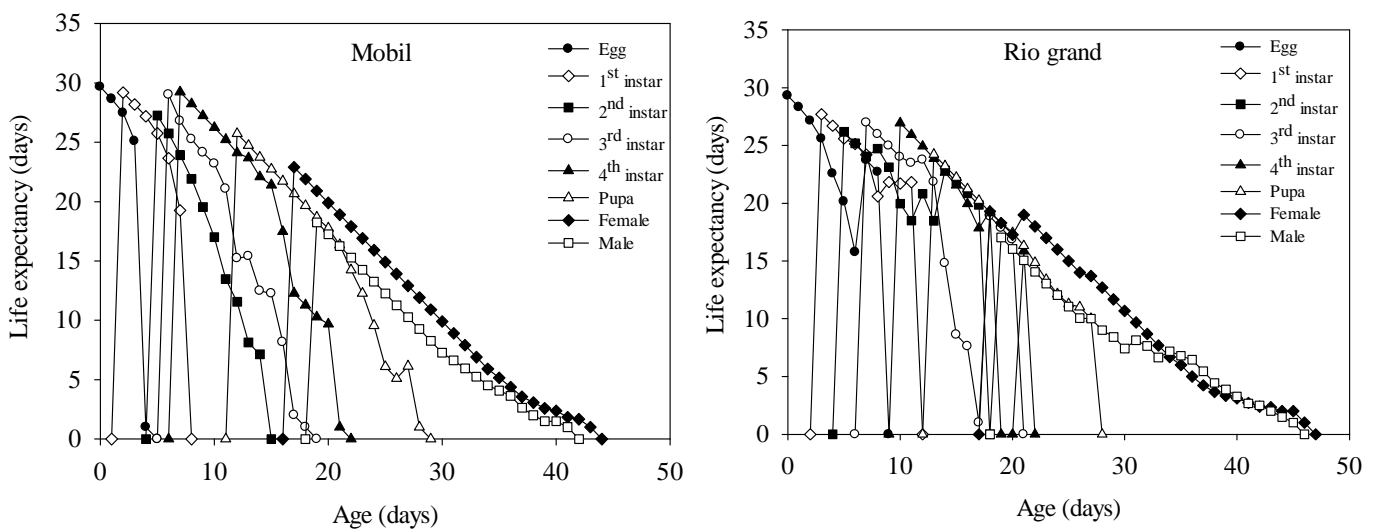 Mobil
Life expectancy (days)
35
30
25
20
15
10
5
0
0 10 20 30 40 50
Age (days)
Egg
1st instar
2nd instar
3rd instar
4th instar
Pupa
Female
Male
Rio grand
Life expectancy (days)
35
30
25
20
15
10
5
0
0 10 20 30 40 50
Age (days)
Egg
1st instar
2nd instar
3rd instar
4th instar
Pupa
Female
Male